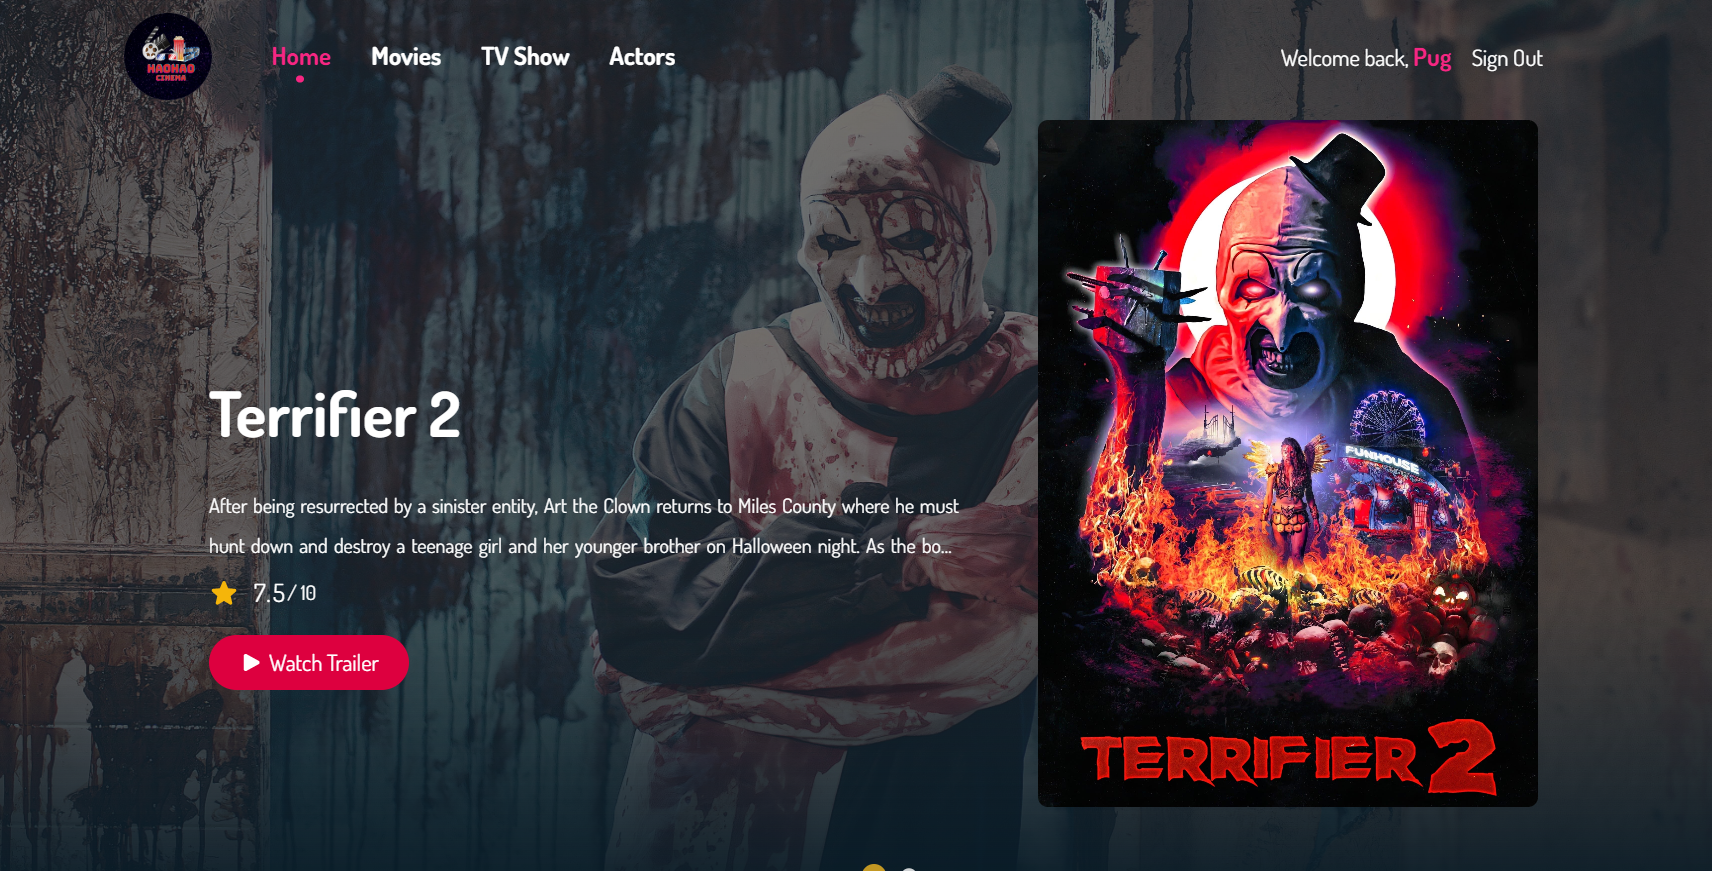 HAOHAO
CINEMA
Home
Movies
TV Show
Actors
Welcome back, Pug
Sign Out
Terrifier 2
After being resurrected by a sinister entity, Art the Clown returns to Miles County where he must
hunt down and destroy a teenage girl and her younger brother on Halloween night. As the bo...
7.5/ 10
Watch Trailer
FUNHOUSE
TERRIFIER 2